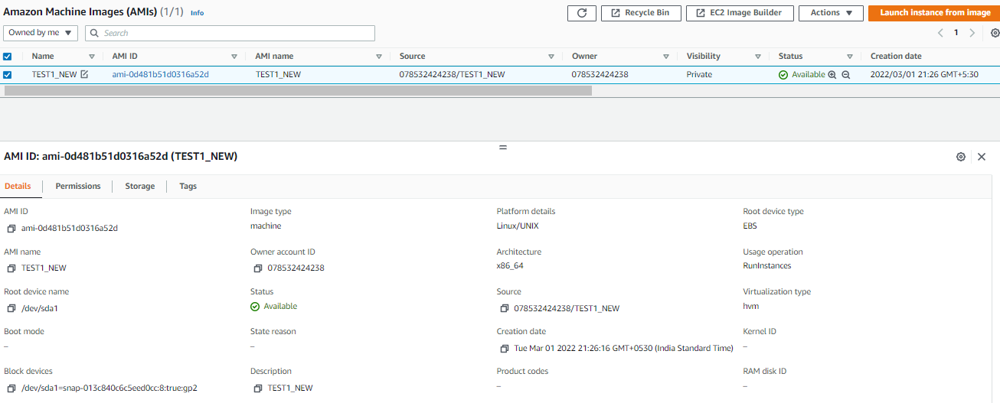 Amazon Machine Images (AMIs) (1/1) Info Recycle Bin EC2 Image Builder Actions Launch instance from image
Owned by me Search 1
Name AMI ID AMI name Source Owner Visibility Status Creation date
TEST1_NEW ami-0d481b51d0316a52d TEST1_NEW 078532424238/TEST1_NEW 078532424238 Private Available 2022/03/01 21:26 GMT+5:30
AMI ID: ami-0d481b51d0316a52d (TEST1_NEW)
Details Permissions Storage Tags
AMI ID Image type Platform details Root device type
ami-0d481b51d0316a52d machine Linux/UNIX EBS
AMI name Owner account ID Architecture Usage operation
TEST1_NEW 078532424238 x86_64 RunInstances
Root device name Status Source Virtualization type
/dev/sda1 Available 078532424238/TEST1_NEW hvm
Boot mode State reason Creation date Kernel ID
– – Tue Mar 01 2022 21:26:16 GMT+0530 (India Standard Time) –
Block devices Description Product codes RAM disk ID
/dev/sda1=snap-013c840c6c5eed0cc:8:true:gp2 TEST1_NEW – –